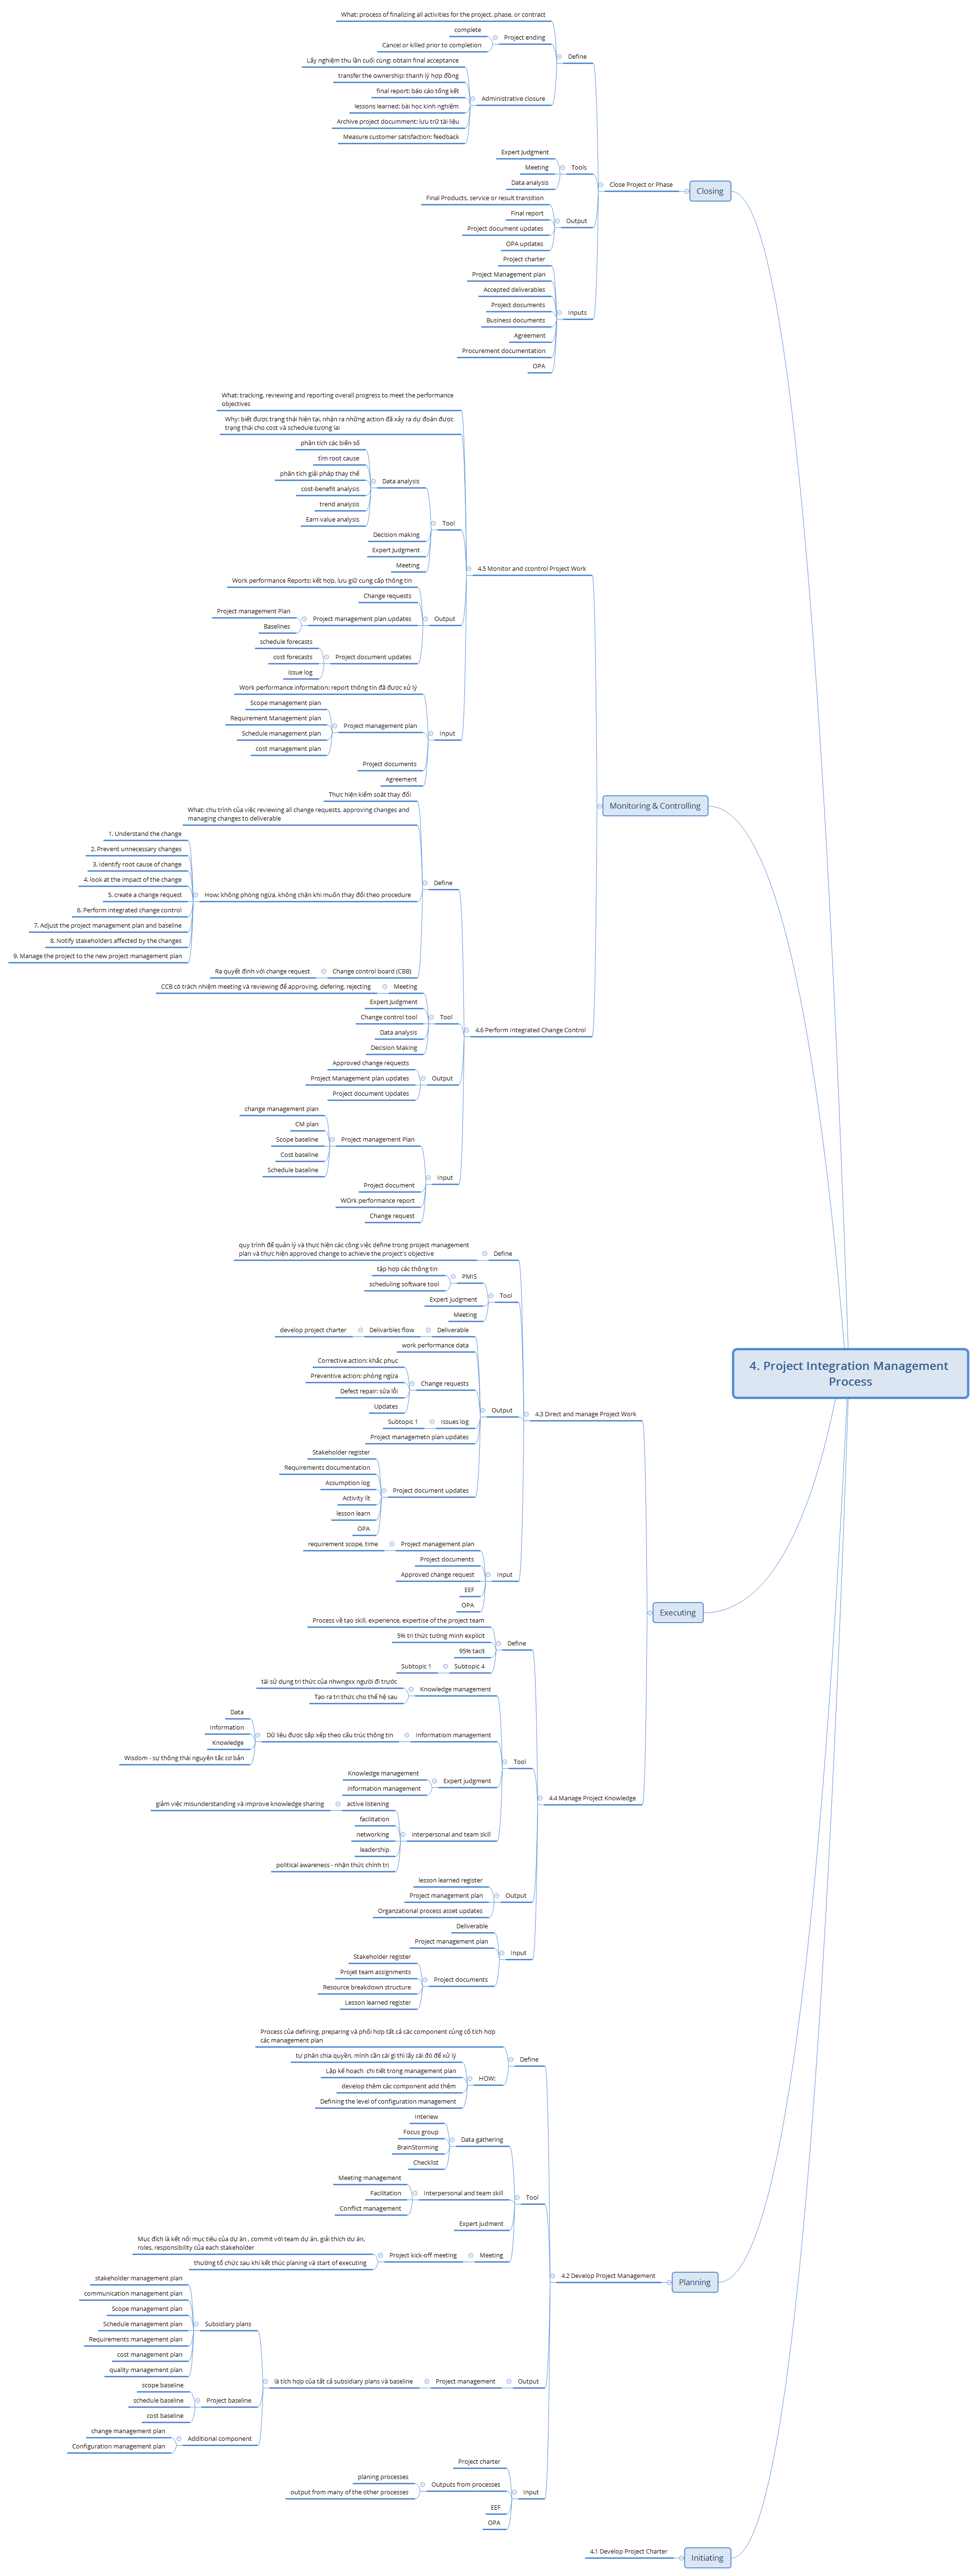 What: process of finalizing all activities for the project, phase, or contract
complete
Project ending
Cancel or killed prior to completion
Define
Lấy nghiệm thu lần cuối cùng: obtain final acceptance
transfer the ownership: thanh lý hợp đồng
final report: báo cáo tổng kết
Administrative closure
lessons learned: bài học kinh nghiệm
Archive project documment: lưu trữ tài liệu
Measure customer satisfaction: feedback
Expert Judgment
Meeting
Tools
Data analysis
Close Project or Phase
Closing
Final Products, service or result transition
Final report
Output
Project document updates
OPA updates
Project charter
Project Management plan
Accepted deliverables
Project documents
Inputs
Business documents
Agreement
Procurement documentation
OPA
What: tracking, reviewing and reporting overall progress to meet the performance
objectives
Why: biết được trạng thái hiện tại, nhận ra những action đã xảy ra dự đoán được
trạng thái cho cost và schedule tương lai
phân tích các biến số
tìm root cause
phân tích giải pháp thay thế
Data analysis
cost-benefit analysis
trend analysis
Earn value analysis
Tool
Decision making
Expert Judgment
Meeting
4.5 Monitor and ccontrol Project Work
Work performance Reports: kết hợp, lưu giữ cung cấp thông tin
Change requests
Project management Plan
Project management plan updates
Output
Baselines
schedule forecasts
cost forecasts
Project document updates
issue log
Work performance information: report thông tin đã được xử lý
Scope management plan
Requirement Management plan
Project management plan
Input
Schedule management plan
cost management plan
Project documents
Agreement
Monitoring & Controlling
Thực hiện kiểm soát thay đổi
What: chu trình của việc reviewing all change requests, approving changes and
managing changes to deliverable
1. Understand the change
2. Prevent unnecessary changes
3. Identify root cause of change
4. look at the impact of the change
Define
5. create a change request
How: không phòng ngừa, không chặn khi muốn thay đổi theo procedure
6. Perform integrated change control
7. Adjust the project management plan and baseline
8. Notify stakeholders affected by the changes
9. Manage the project to the new project management plan
Ra quyết định với change request
Change control board (CBB)
CCB có trách nhiệm meeting và reviewing để approving, defering, rejecting
Meeting
Expert Judgment
Change control tool
Tool
Data analysis
Decision Making
4.6 Perform Integrated Change Control
Approved change requests
Project Management plan updates
Output
Project document Updates
change management plan
CM plan
Scope baseline
Project management Plan
Cost baseline
Schedule baseline
Input
Project document
WOrk performance report
Change request
quy trình để quản lý và thực hiện các công việc define trong project management
plan và thực hiện approved change to achieve the project's objective
Define
tập hợp các thông tin
PMIS
scheduling software tool
Tool
Expert Judgment
Meeting
develop project charter
Delivarbles flow
Deliverable
work performance data
Corrective action: khắc phục
Preventive action: phòng ngừa
Change requests
Defect repair: sửa lỗi
Updates
Output
4.3 Direct and manage Project Work
Subtopic 1
Issues log
Project managemetn plan updates
Stakeholder register
Requirements documentation
Assumption log
Project document updates
Activity lit
lesson learn
OPA
requirement scope, time
Project management plan
Project documents
Approved change request
Input
EEF
OPA
4. Project Integration Management
Process
Executing
Process về tạo skill, experience, expertise of the project team
5% tri thức tường minh explicit
Define
95% tacit
Subtopic 1
Subtopic 4
tái sử dụng tri thức của nhwngxx người đi trước
Knowledge management
Tạo ra tri thức cho thế hệ sau
Data
Information
Dữ liệu được sắp xếp theo cấu trúc thông tin
Informatioin management
Knowledge
Wisdom - sự thông thái nguyên tắc cơ bản
Tool
Knowledge management
Expert judgment
information management
4.4 Manage Project Knowledge
giảm việc misunderstanding và improve knowledge sharing
active listening
facilitation
networking
interpersonal and team skill
leadership
political awareness - nhận thức chính trị
lesson learned register
Project management plan
Output
Organzational process asset updates
Deliverable
Project management plan
Input
Stakeholder register
Projet team assignments
Project documents
Resource breakdown structure
Lesson learned register
Process của defining, preparing và phối hợp tất cả các component củng cố tích hợp
các management plan
Define
tự phân chia quyền, mình cần cái gì thì lấy cái đó để xử lý
Lập kế hoạch chi tiết trong management plan
HOW:
develop thêm các component add thêm
Defining the level of configuration management
Interiew
Focus group
Data gathering
BrainStorming
Checklist
Meeting management
Facilitation
Interpersonal and team skill
Tool
Conflict management
Expert judment
Mục đích là kết nối mục tiêu của dự án , commit với team dự án, giải thích dự án,
roles, responsibility của each stakeholder
Project kick-off meeting
Meeting
thường tổ chức sau khi kết thúc planing và start of executing
4.2 Develop Project Management
Planning
stakeholder management plan
communication management plan
Scope management plan
Schedule management plan
Subsidiary plans
Requirements management plan
cost management plan
quality management plan
là tích hợp của tất cả subsidiary plans và baseline
Project management
Output
scope baseline
schedule baseline
Project baseline
cost baseline
change management plan
Additional component
Configuration management plan
Project charter
planing processes
Outputs from processes
output from many of the other processes
Input
EEF
OPA
4.1 Develop Project Charter
Initiating